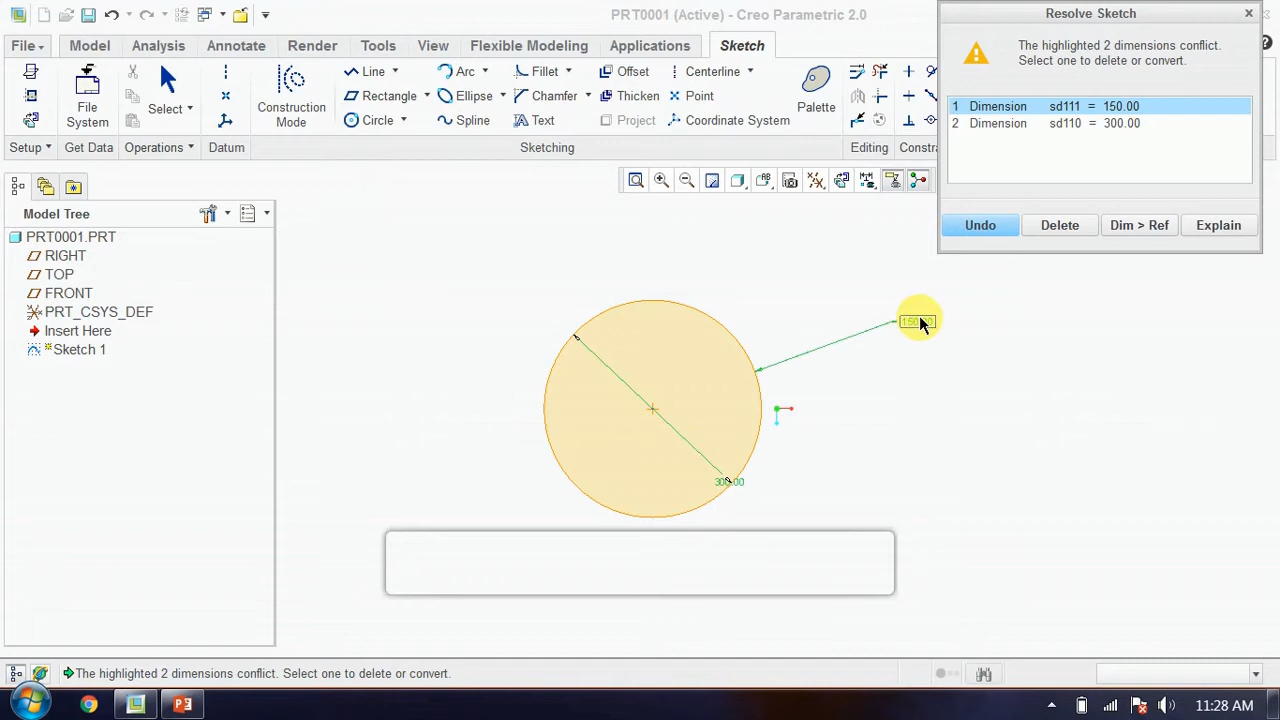 PRT0001 (Active) - Creo Parametric 2.0
File
Model
Analysis
Annotate
Render
Tools
View
Flexible Modeling
Applications
Sketch
File System
Select
Construction Mode
Line
Rectangle
Circle
Arc
Ellipse
Spline
Fillet
Chamfer
Text
Offset
Thicken
Project
Centerline
Point
Coordinate System
Palette
Setup
Get Data
Operations
Datum
Sketching
Editing
Constra
Resolve Sketch
The highlighted 2 dimensions conflict.
Select one to delete or convert.
1 Dimension sd111 = 150.00
2 Dimension sd110 = 300.00
Undo
Delete
Dim > Ref
Explain
Model Tree
PRT0001.PRT
RIGHT
TOP
FRONT
PRT_CSYS_DEF
Insert Here
Sketch 1
The highlighted 2 dimensions conflict. Select one to delete or convert.
11:28 AM